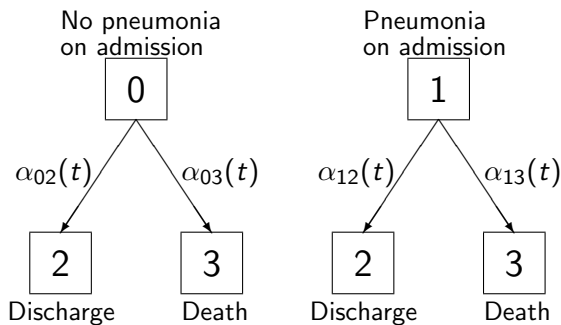 No pneumonia
on admission
0
α02(t)
α03(t)
2
3
Discharge
Death
Pneumonia
on admission
1
α12(t)
α13(t)
2
3
Discharge
Death